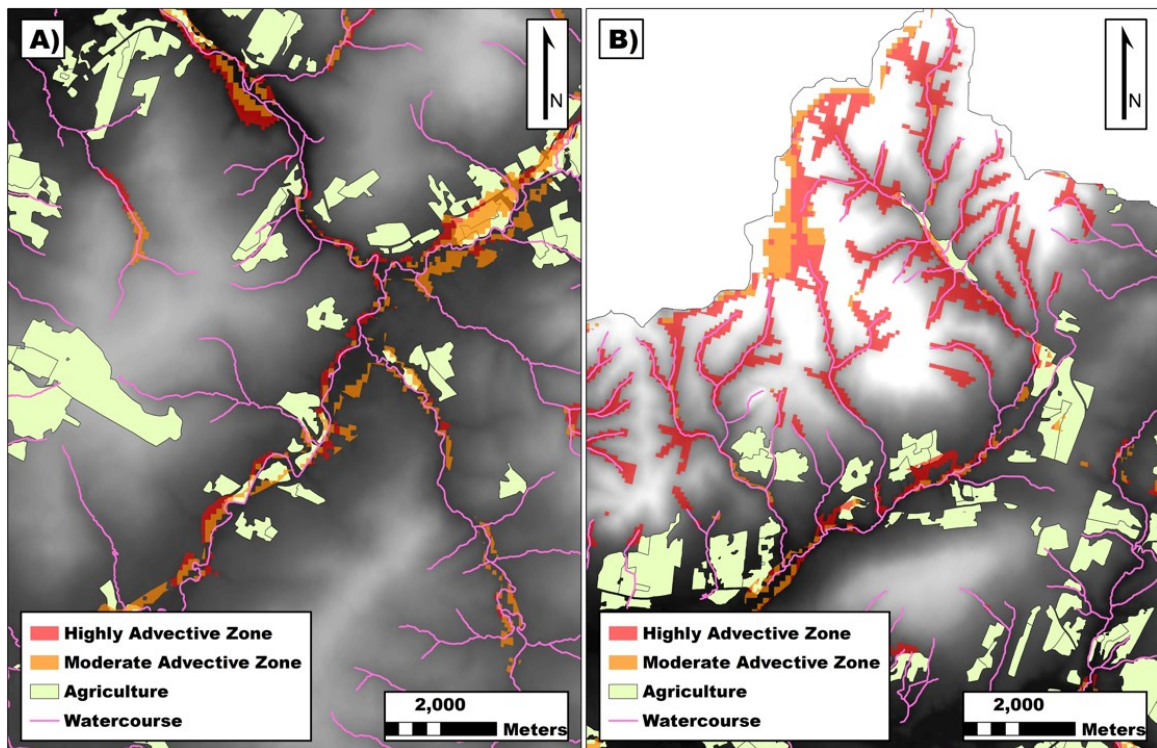 A)
N
Highly Advective Zone
Moderate Advective Zone
Agriculture
Watercourse
2,000
Meters
B)
N
Highly Advective Zone
Moderate Advective Zone
Agriculture
Watercourse
2,000
Meters